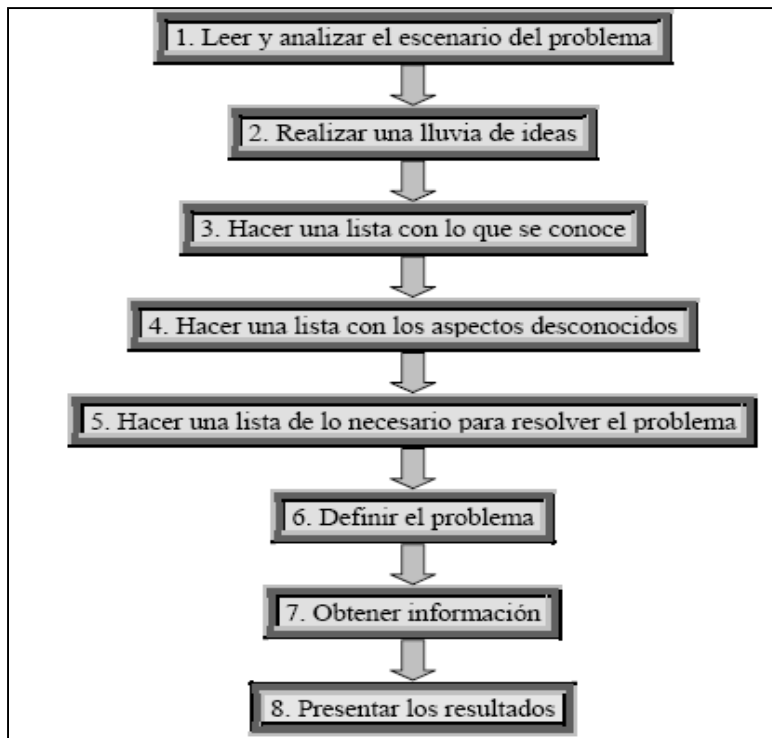 1. Leer y analizar el escenario del problema
2. Realizar una lluvia de ideas
3. Hacer una lista con lo que se conoce
4. Hacer una lista con los aspectos desconocidos
5. Hacer una lista de lo necesario para resolver el problema
6. Definir el problema
7. Obtener información
8. Presentar los resultados